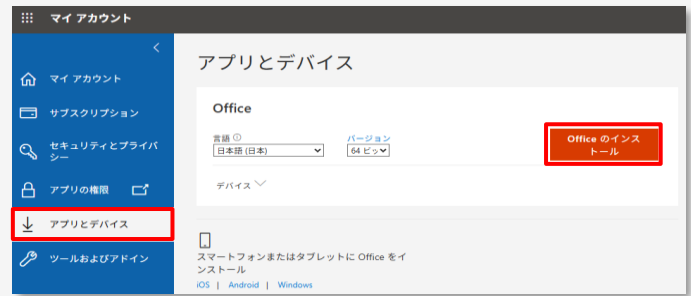 マイ アカウント
マイ アカウント
サブスクリプション
セキュリティとプライバ
シー
アプリの権限
アプリとデバイス
ツールおよびアドイン
アプリとデバイス
Office
言語
バージョン
日本語 (日本)
64 ビッ
Office のインス
トール
デバイス
スマートフォンまたはタブレットに Office をイ
ンストール
iOS | Android | Windows